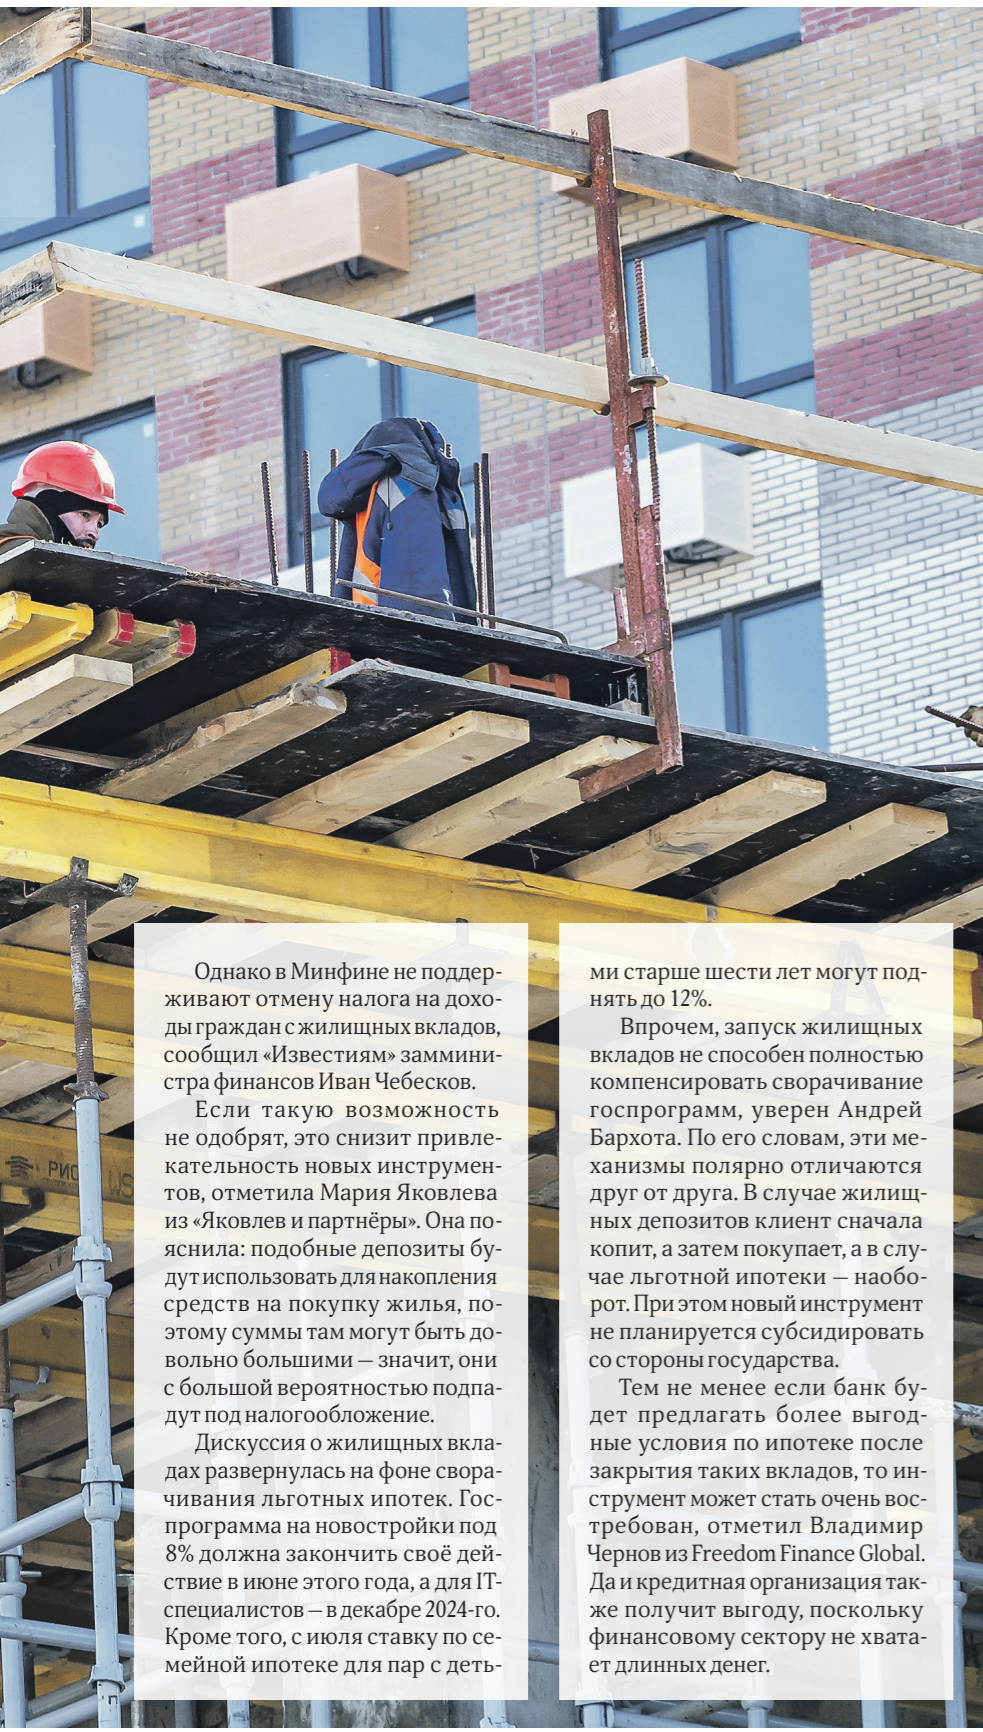 Однако в Минфине не поддер-
живают отмену налога на дохо-
ды граждан с жилищных вкладов,
сообщил «Известиям» заммини-
стра финансов Иван Чебесков.
Если такую возможность
не одобрят, это снизит привле-
кательность новых инструмен-
тов, отметила Мария Яковлева
из «Яковлев и партнёры». Она по-
яснила: подобные депозиты бу-
дут использовать для накопления
средств на покупку жилья, по-
этому суммы там могут быть до-
вольно большими — значит, они
с большой вероятностью подпа-
дут под налогообложение.
Дискуссия о жилищных вкла-
дах развернулась на фоне свора-
чивания льготных ипотек. Гос-
программа на новостройки под
8% должна закончить своё дей-
ствие в июне этого года, а для IT-
специалистов — в декабре 2024-го.
Кроме того, с июля ставку по се-
мейной ипотеке для пар с деть-
ми старше шести лет могут под-
нять до 12%.
Впрочем, запуск жилищных
вкладов не способен полностью
компенсировать сворачивание
госпрограмм, уверен Андрей
Бархота. По его словам, эти ме-
ханизмы полярно отличаются
друг от друга. В случае жилищ-
ных депозитов клиент сначала
копит, а затем покупает, а в слу-
чае льготной ипотеки — наобо-
рот. При этом новый инструмент
не планируется субсидировать
со стороны государства.
Тем не менее если банк бу-
дет предлагать более выгод-
ные условия по ипотеке после
закрытия таких вкладов, то ин-
струмент может стать очень вос-
требован, отметил Владимир
Чернов из Freedom Finance Global.
Да и кредитная организация так-
же получит выгоду, поскольку
финансовому сектору не хвата-
ет длинных денег.